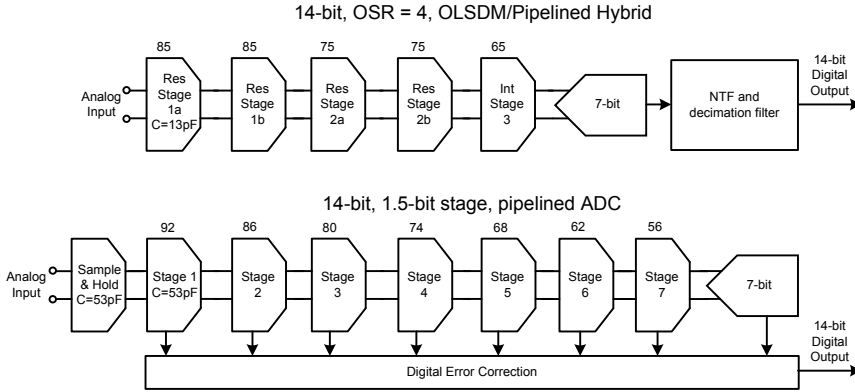 14-bit, OSR = 4, OLSDM/Pipelined Hybrid
85 85 75 75 65
Analog
Input
Res
Stage
1a
C=13pF
Res
Stage
1b
Res
Stage
2a
Res
Stage
2b
Int
Stage
3
7-bit
NTF and
decimation filter
14-bit
Digital
Output
14-bit, 1.5-bit stage, pipelined ADC
92 86 80 74 68 62 56
Analog
Input
Sample
& Hold
C=53pF
Stage 1
C=53pF
Stage
2
Stage
3
Stage
4
Stage
5
Stage
6
Stage
7
7-bit
14-bit
Digital
Output
Digital Error Correction